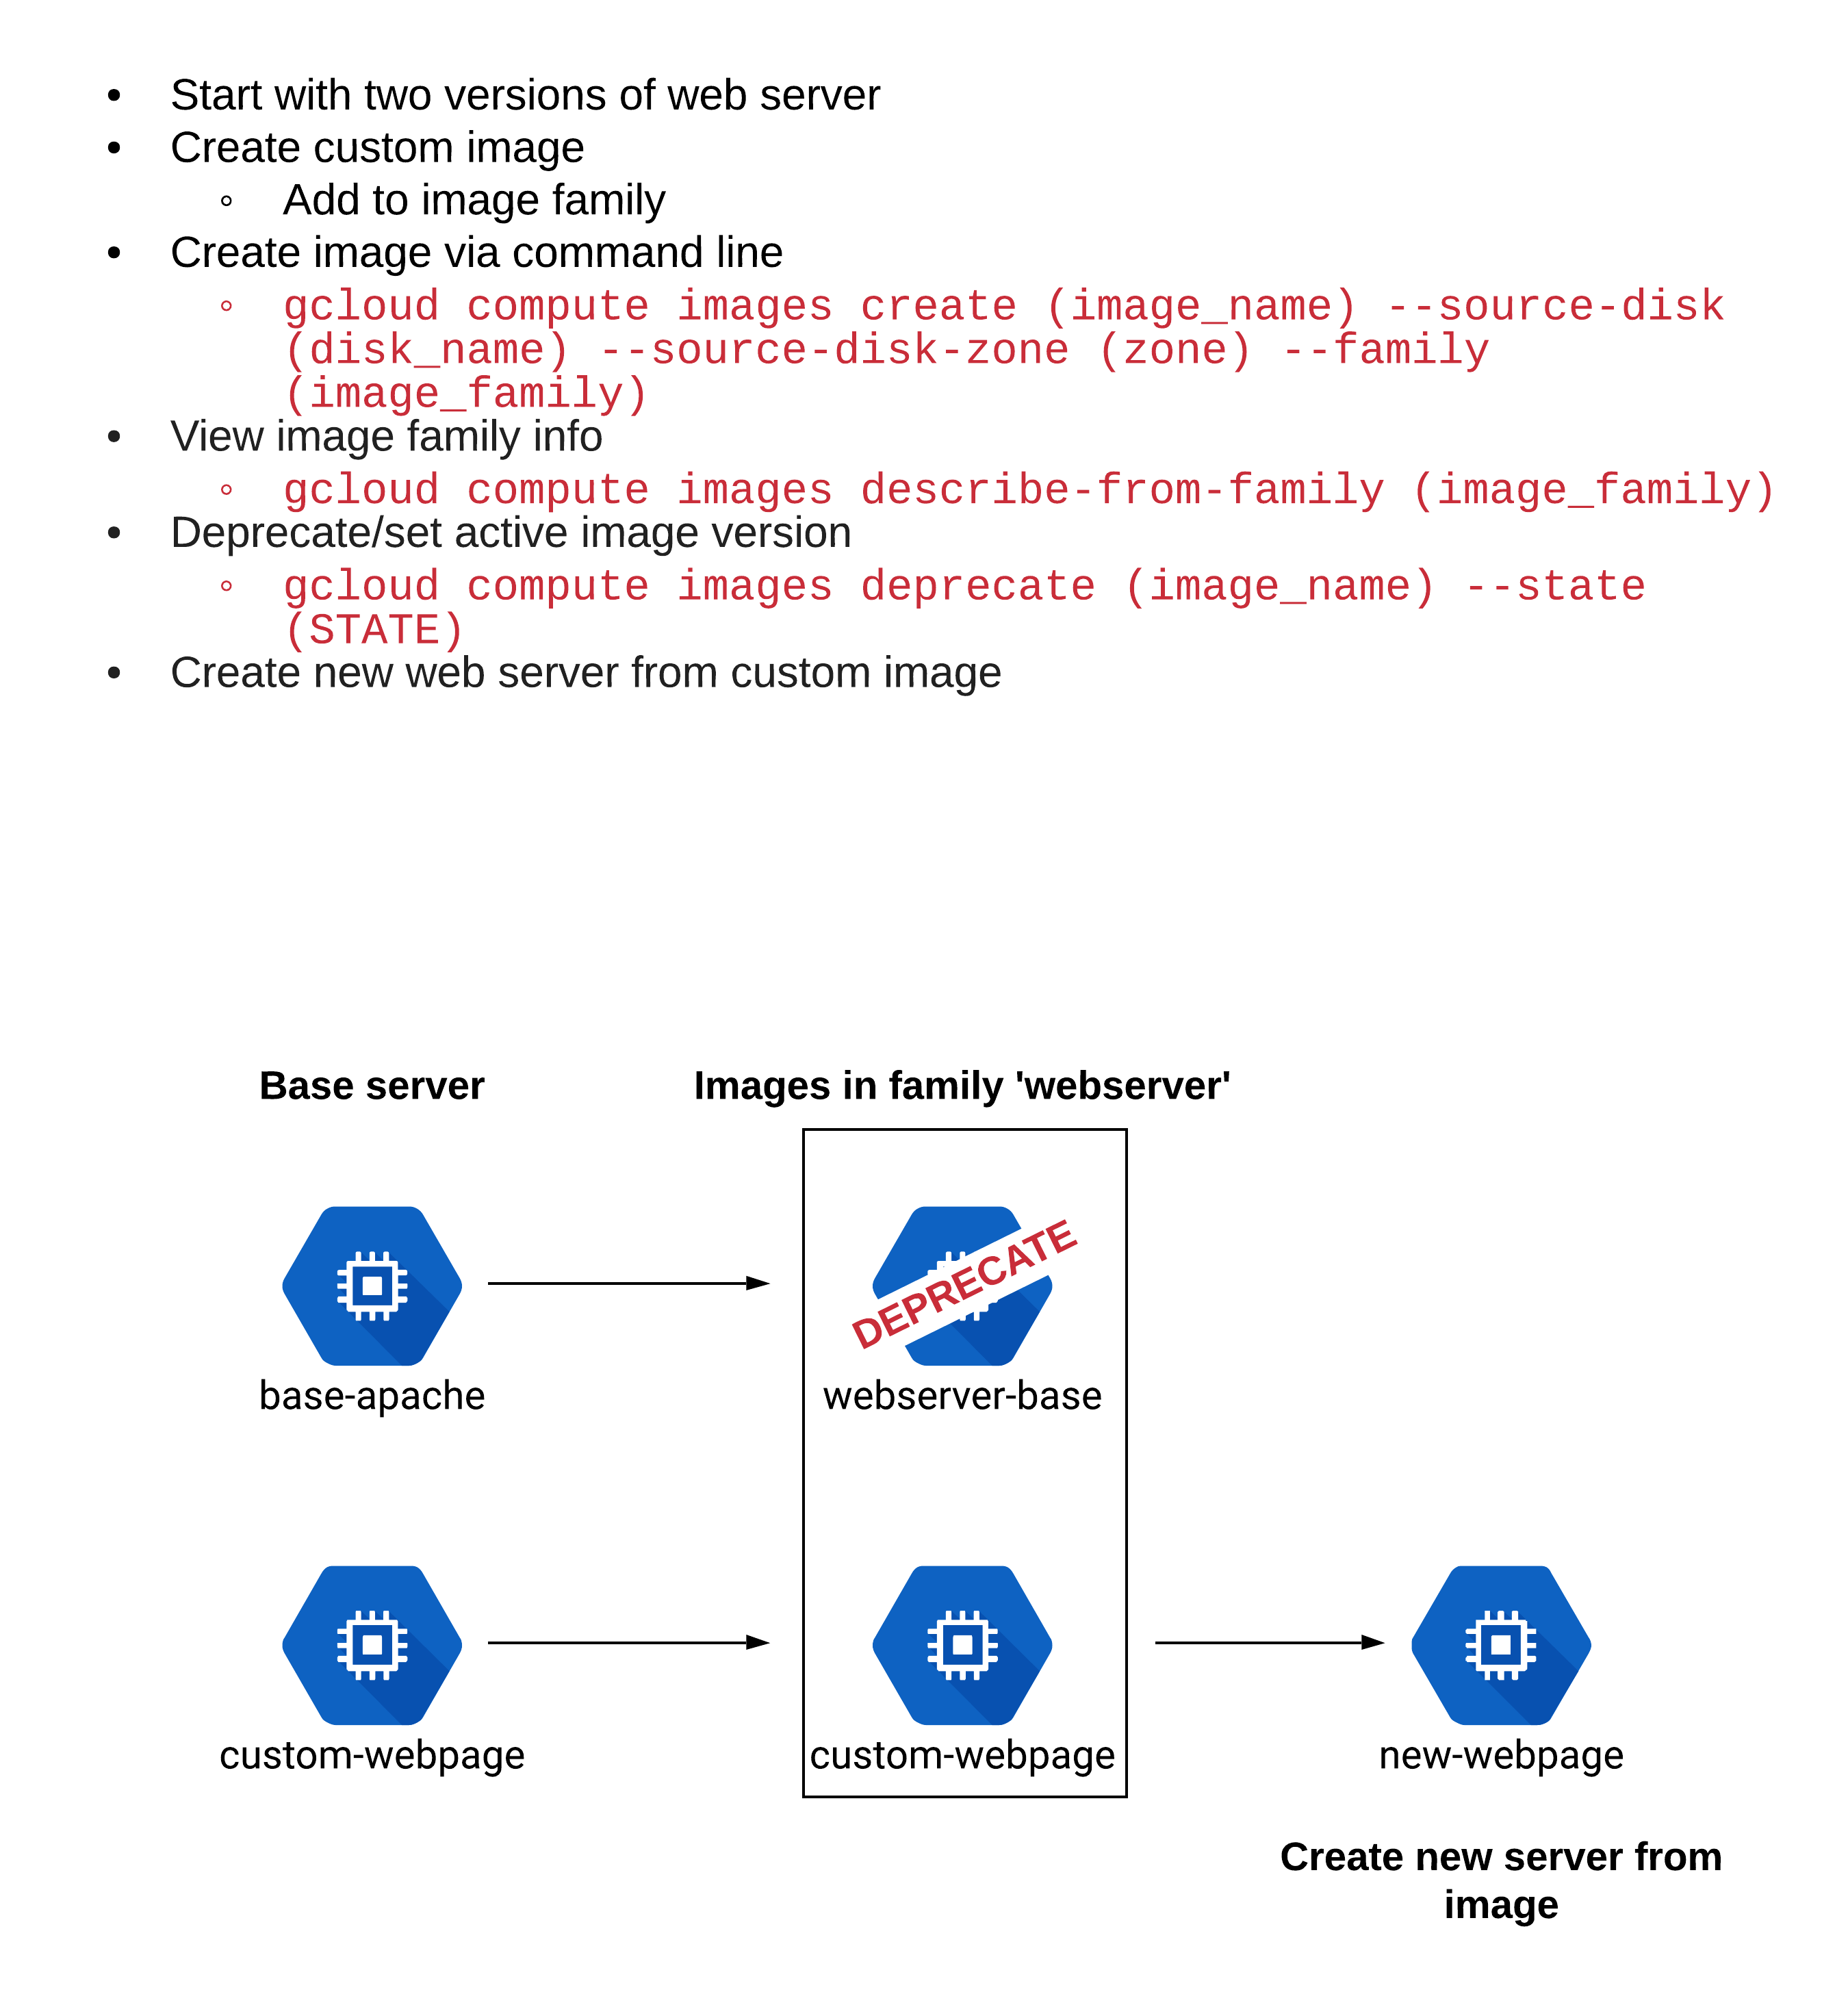 • Start with two versions of web server
• Create custom image
◦ Add to image family
• Create image via command line
◦ gcloud compute images create (image_name) --source-disk
(disk_name) --source-disk-zone (zone) --family
(image_family)
• View image family info
◦ gcloud compute images describe-from-family (image_family)
• Deprecate/set active image version
◦ gcloud compute images deprecate (image_name) --state
(STATE)
• Create new web server from custom image
Base server
Images in family 'webserver'
DEPRECATE
base-apache
webserver-base
custom-webpage
custom-webpage
new-webpage
Create new server from
image